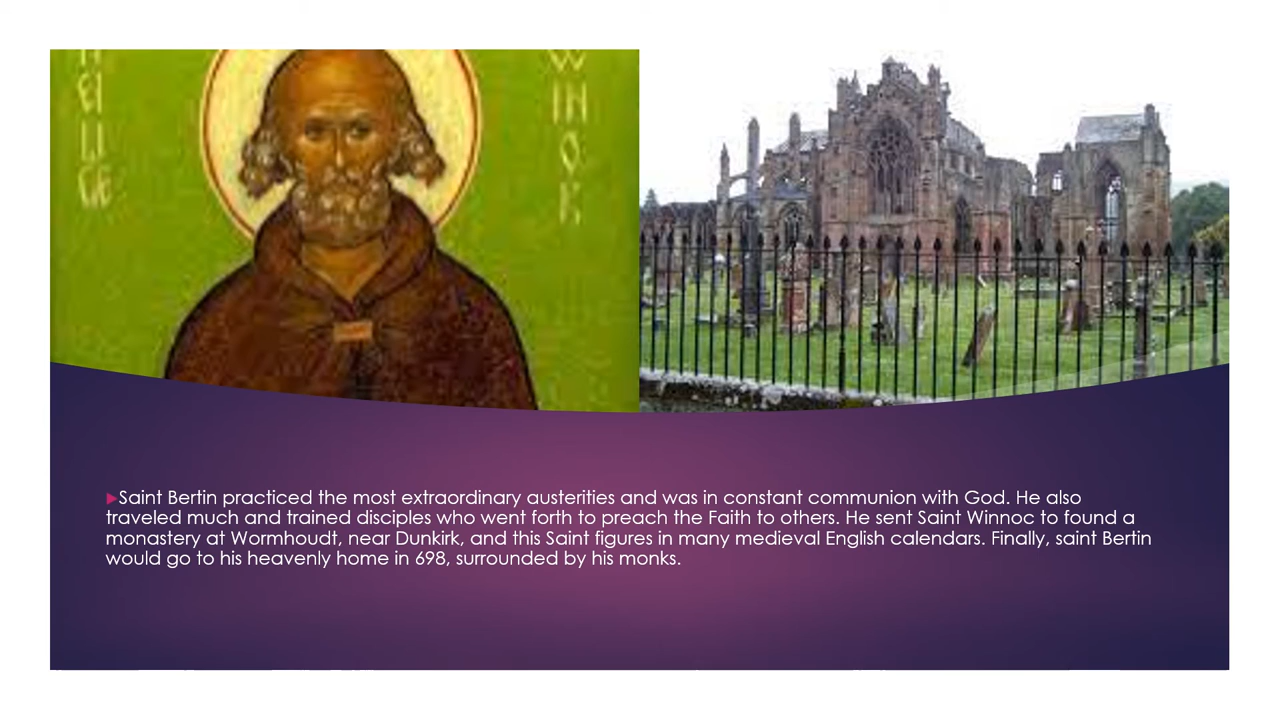 HEILIGE
WINOK
▶Saint Bertin practiced the most extraordinary austerities and was in constant communion with God. He also
traveled much and trained disciples who went forth to preach the Faith to others. He sent Saint Winnoc to found a
monastery at Wormhoudt, near Dunkirk, and this Saint figures in many medieval English calendars. Finally, saint Bertin
would go to his heavenly home in 698, surrounded by his monks.